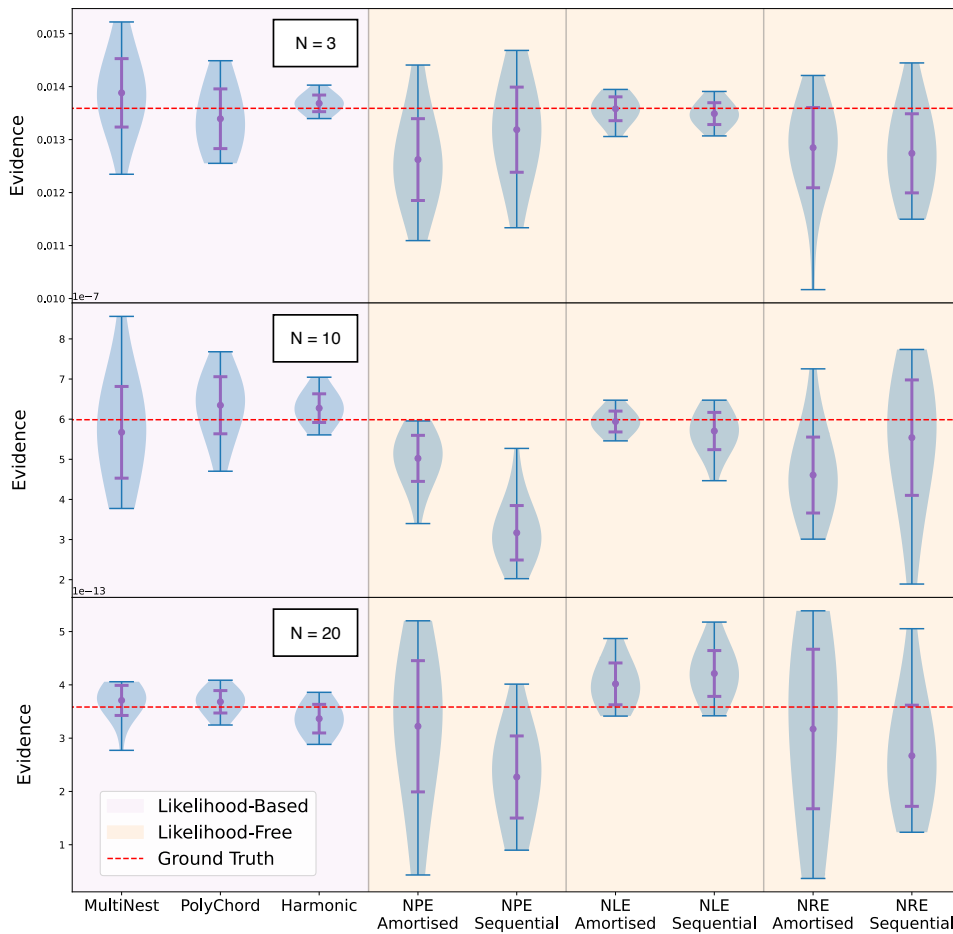 0.015
0.014
0.013
0.012
0.011
0.010
Evidence
N = 3
1e−7
8
7
6
5
4
3
2
Evidence
N = 10
1e−13
5
4
3
2
1
Evidence
N = 20
Likelihood-Based
Likelihood-Free
Ground Truth
MultiNest
PolyChord
Harmonic
NPE
Amortised
NPE
Sequential
NLE
Amortised
NLE
Sequential
NRE
Amortised
NRE
Sequential